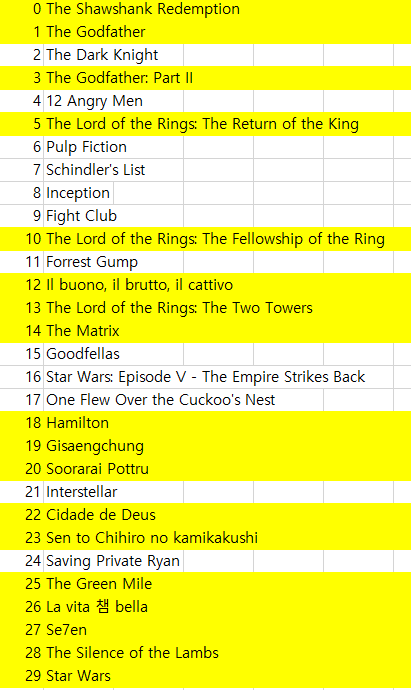 0 The Shawshank Redemption
1 The Godfather
2 The Dark Knight
3 The Godfather: Part II
4 12 Angry Men
5 The Lord of the Rings: The Return of the King
6 Pulp Fiction
7 Schindler's List
8 Inception
9 Fight Club
10 The Lord of the Rings: The Fellowship of the Ring
11 Forrest Gump
12 Il buono, il brutto, il cattivo
13 The Lord of the Rings: The Two Towers
14 The Matrix
15 Goodfellas
16 Star Wars: Episode V - The Empire Strikes Back
17 One Flew Over the Cuckoo's Nest
18 Hamilton
19 Gisaengchung
20 Soorarai Pottru
21 Interstellar
22 Cidade de Deus
23 Sen to Chihiro no kamikakushi
24 Saving Private Ryan
25 The Green Mile
26 La vita 챔 bella
27 Se7en
28 The Silence of the Lambs
29 Star Wars